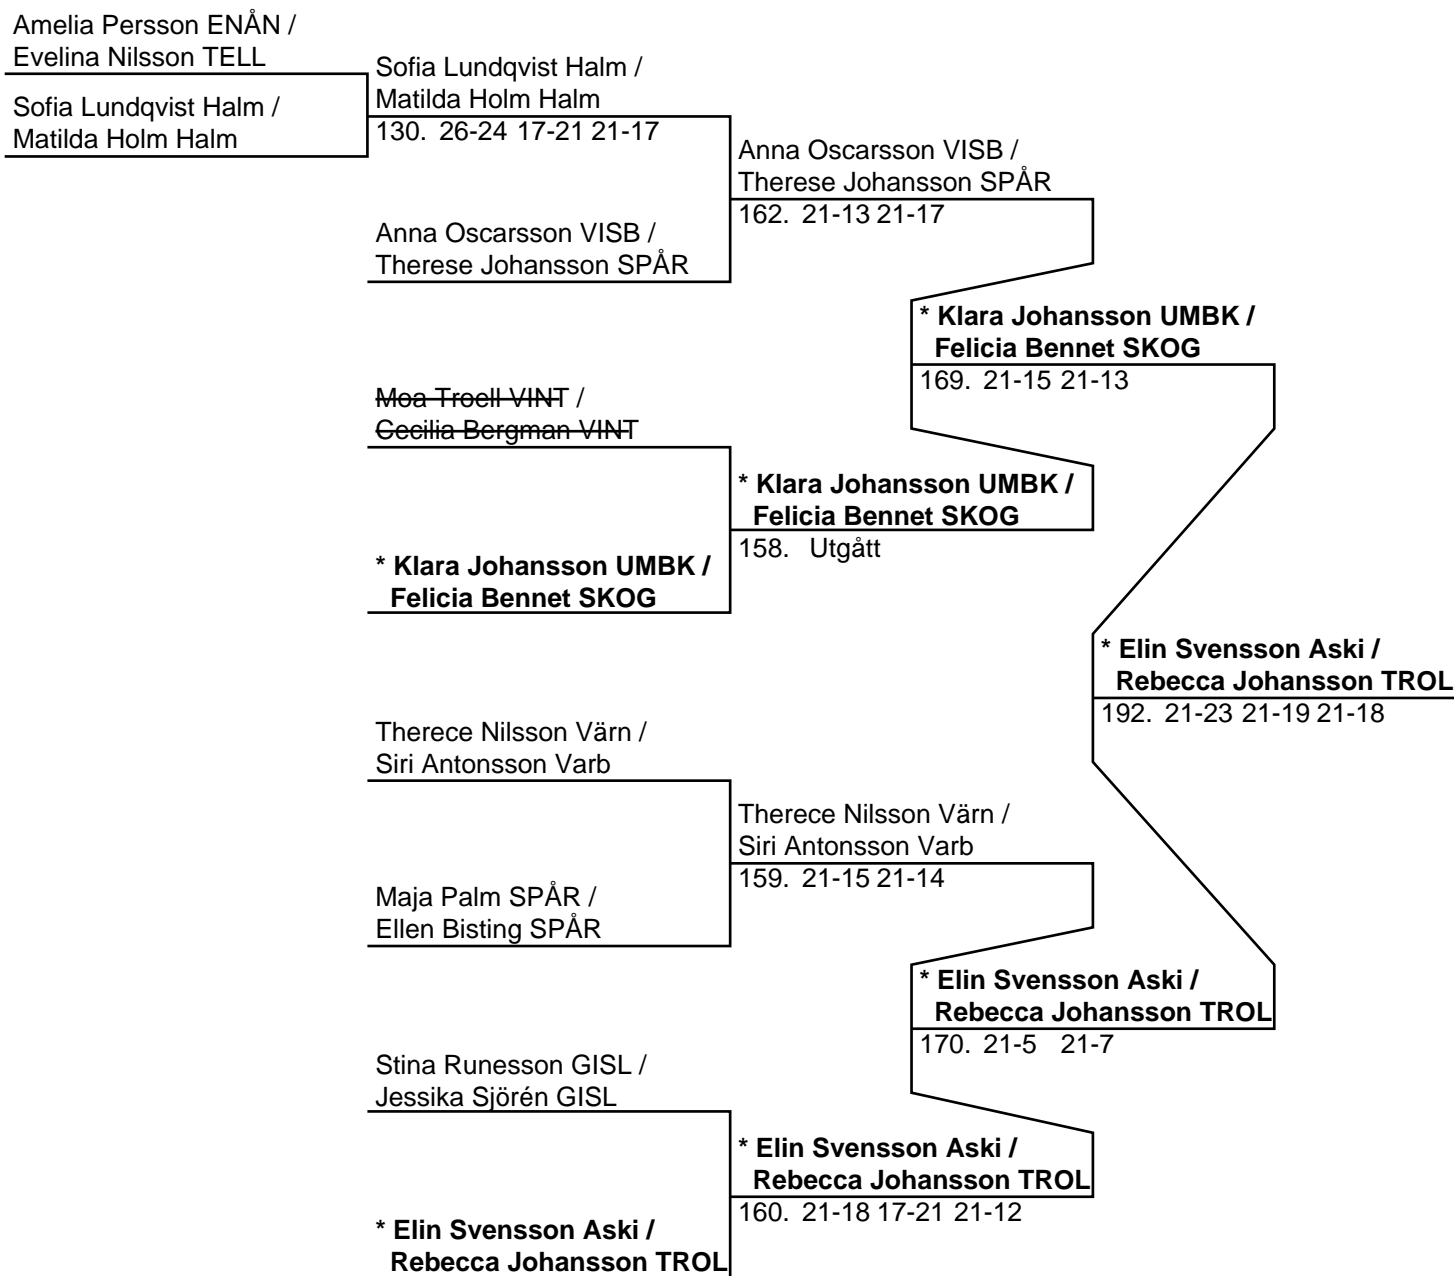 Amelia Persson ENÅN /
Evelina Nilsson TELL
Sofia Lundqvist Halm /
Matilda Holm Halm
Sofia Lundqvist Halm /
Matilda Holm Halm
130. 26-24 17-21 21-17
Anna Oscarsson VISB /
Therese Johansson SPÅR
Anna Oscarsson VISB /
Therese Johansson SPÅR
162. 21-13 21-17
Moa Troell VINT /
Cecilia Bergman VINT
* Klara Johansson UMBK /
Felicia Bennet SKOG
* Klara Johansson UMBK /
Felicia Bennet SKOG
158. Utgått
* Klara Johansson UMBK /
Felicia Bennet SKOG
169. 21-15 21-13
Therece Nilsson Värn /
Siri Antonsson Varb
Maja Palm SPÅR /
Ellen Bisting SPÅR
Therece Nilsson Värn /
Siri Antonsson Varb
159. 21-15 21-14
Stina Runesson GISL /
Jessika Sjörén GISL
* Elin Svensson Aski /
Rebecca Johansson TROL
* Elin Svensson Aski /
Rebecca Johansson TROL
160. 21-18 17-21 21-12
* Elin Svensson Aski /
Rebecca Johansson TROL
170. 21-5 21-7
* Elin Svensson Aski /
Rebecca Johansson TROL
192. 21-23 21-19 21-18